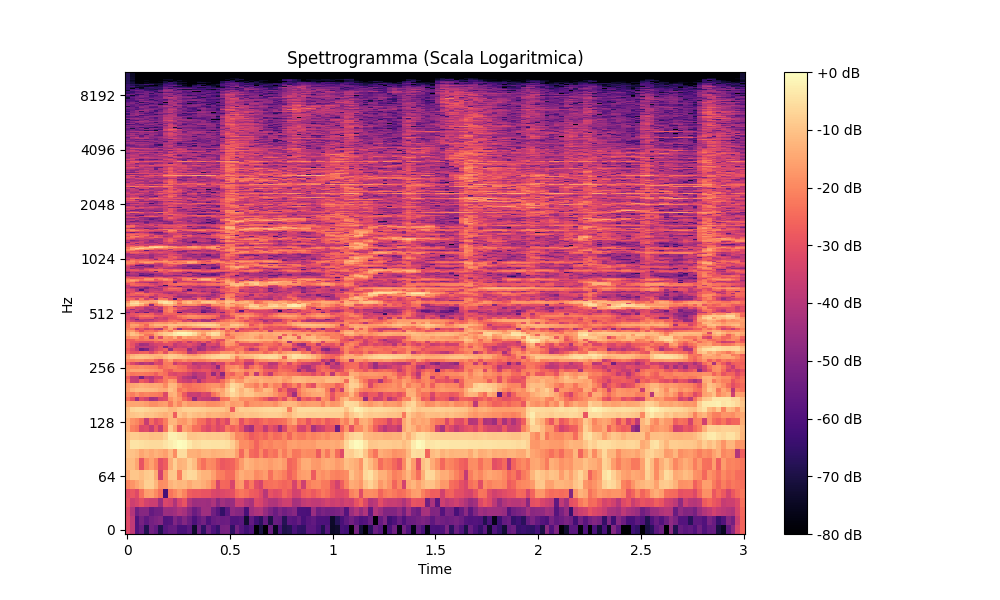 Spettrogramma (Scala Logaritmica)
8192
4096
2048
1024
512
256
128
64
0
Hz
0
0.5
1
1.5
2
2.5
3
Time
+0 dB
-10 dB
-20 dB
-30 dB
-40 dB
-50 dB
-60 dB
-70 dB
-80 dB